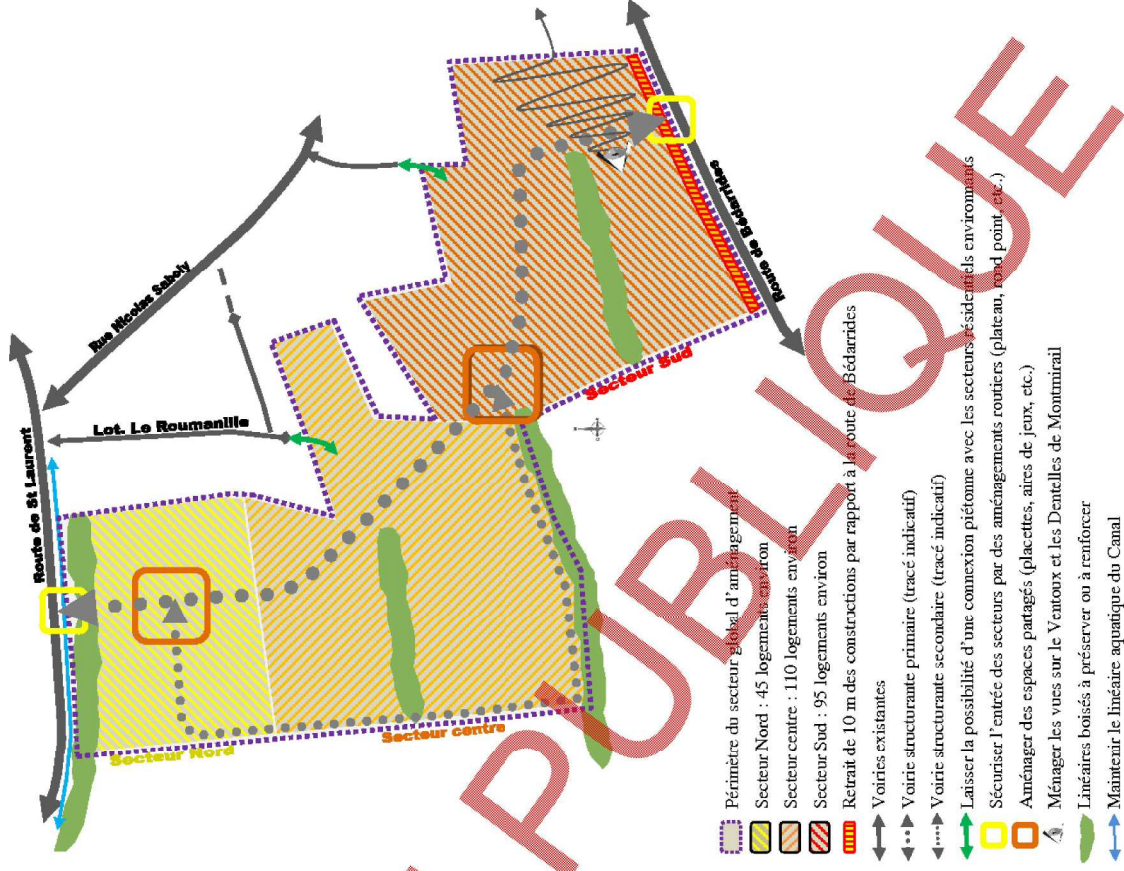 Route de St Laurent
Rue Nicolas Saboly
Lot. Le Roumanille
Secteur Nord
Secteur centre
Secteur Sud
Route de Bédarrides
Périmètre du secteur global d'aménagement
Secteur Nord : 45 logements environ
Secteur centre : 110 logements environ
Secteur Sud : 95 logements environ
Retrait de 10 m des constructions par rapport à la route de Bédarrides
Voiries existantes
Voirie structurante primaire (tracé indicatif)
Voirie structurante secondaire (tracé indicatif)
Laisser la possibilité d'une connexion piétonne avec les secteurs résidentiels environnants
Sécuriser l'entrée des secteurs par des aménagements routiers (plateau, rond point, etc.)
Aménager des espaces partagés (placettes, aires de jeux, etc.)
Ménager les vues sur le Ventoux et les Dentelles de Montmirail
Linéaires boisés à préserver ou à renforcer
Maintenir le linéaire aquatique du Canal
PUBLIQUE